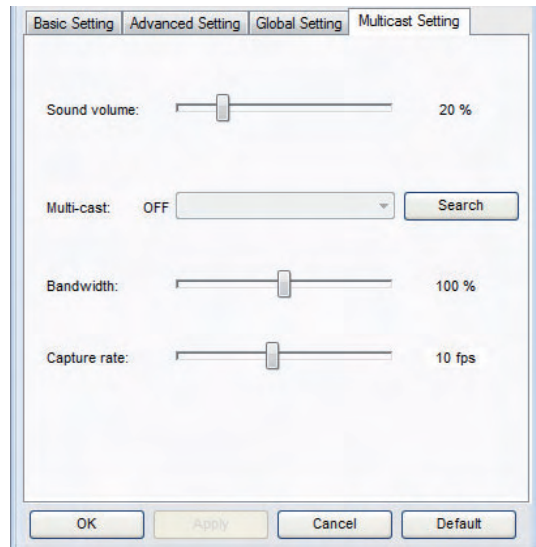 Basic Setting Advanced Setting Global Setting Multicast Setting
Sound volume: 20 %
Multi-cast: OFF Search
Bandwidth: 100 %
Capture rate: 10 fps
OK Apply Cancel Default